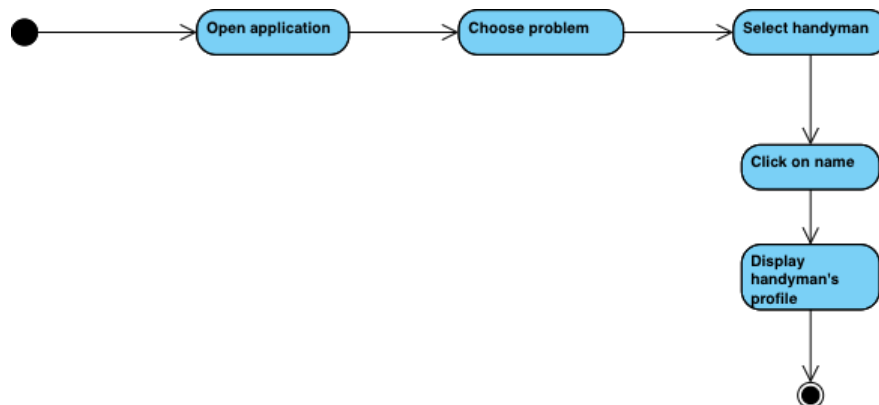 Open application
Choose problem
Select handyman
Click on name
Display
handyman's
profile